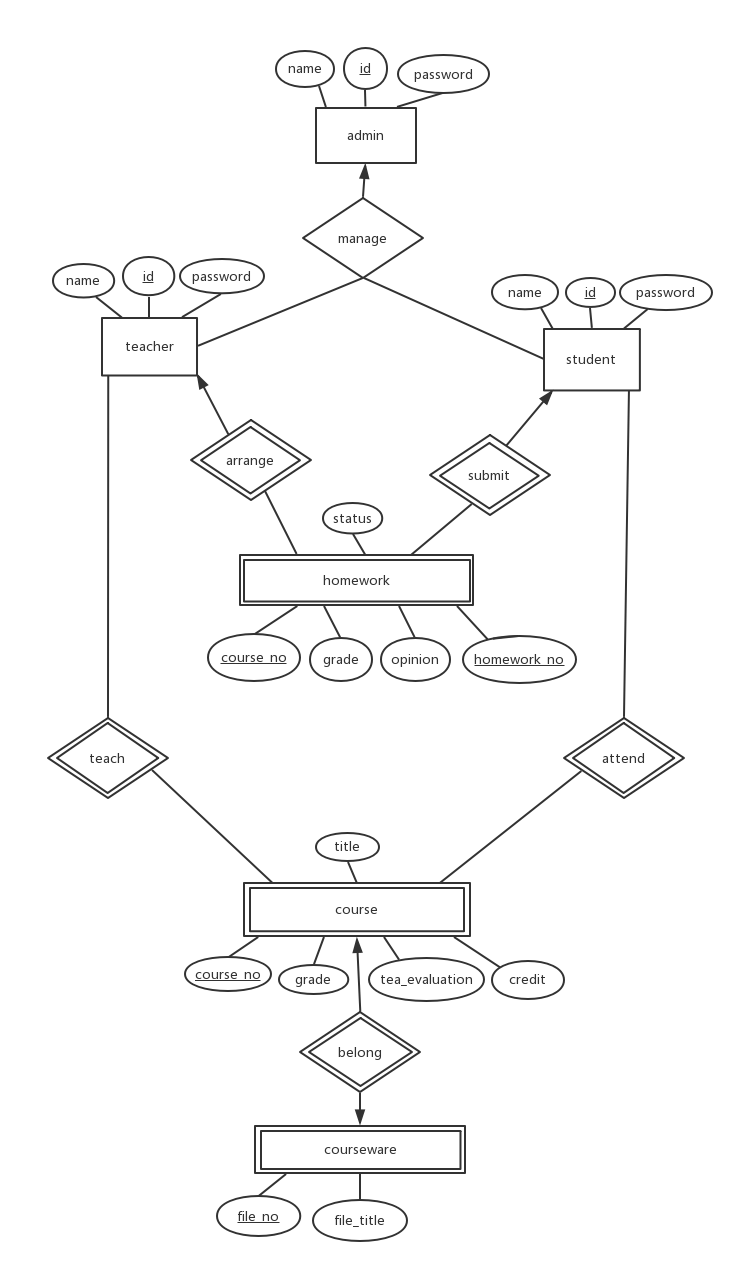 name
id
password
admin
manage
name
id
password
name
id
password
teacher
student
arrange
submit
status
homework
course_no
grade
opinion
homework_no
teach
attend
title
course
course_no
grade
tea_evaluation
credit
belong
courseware
file_no
file_title